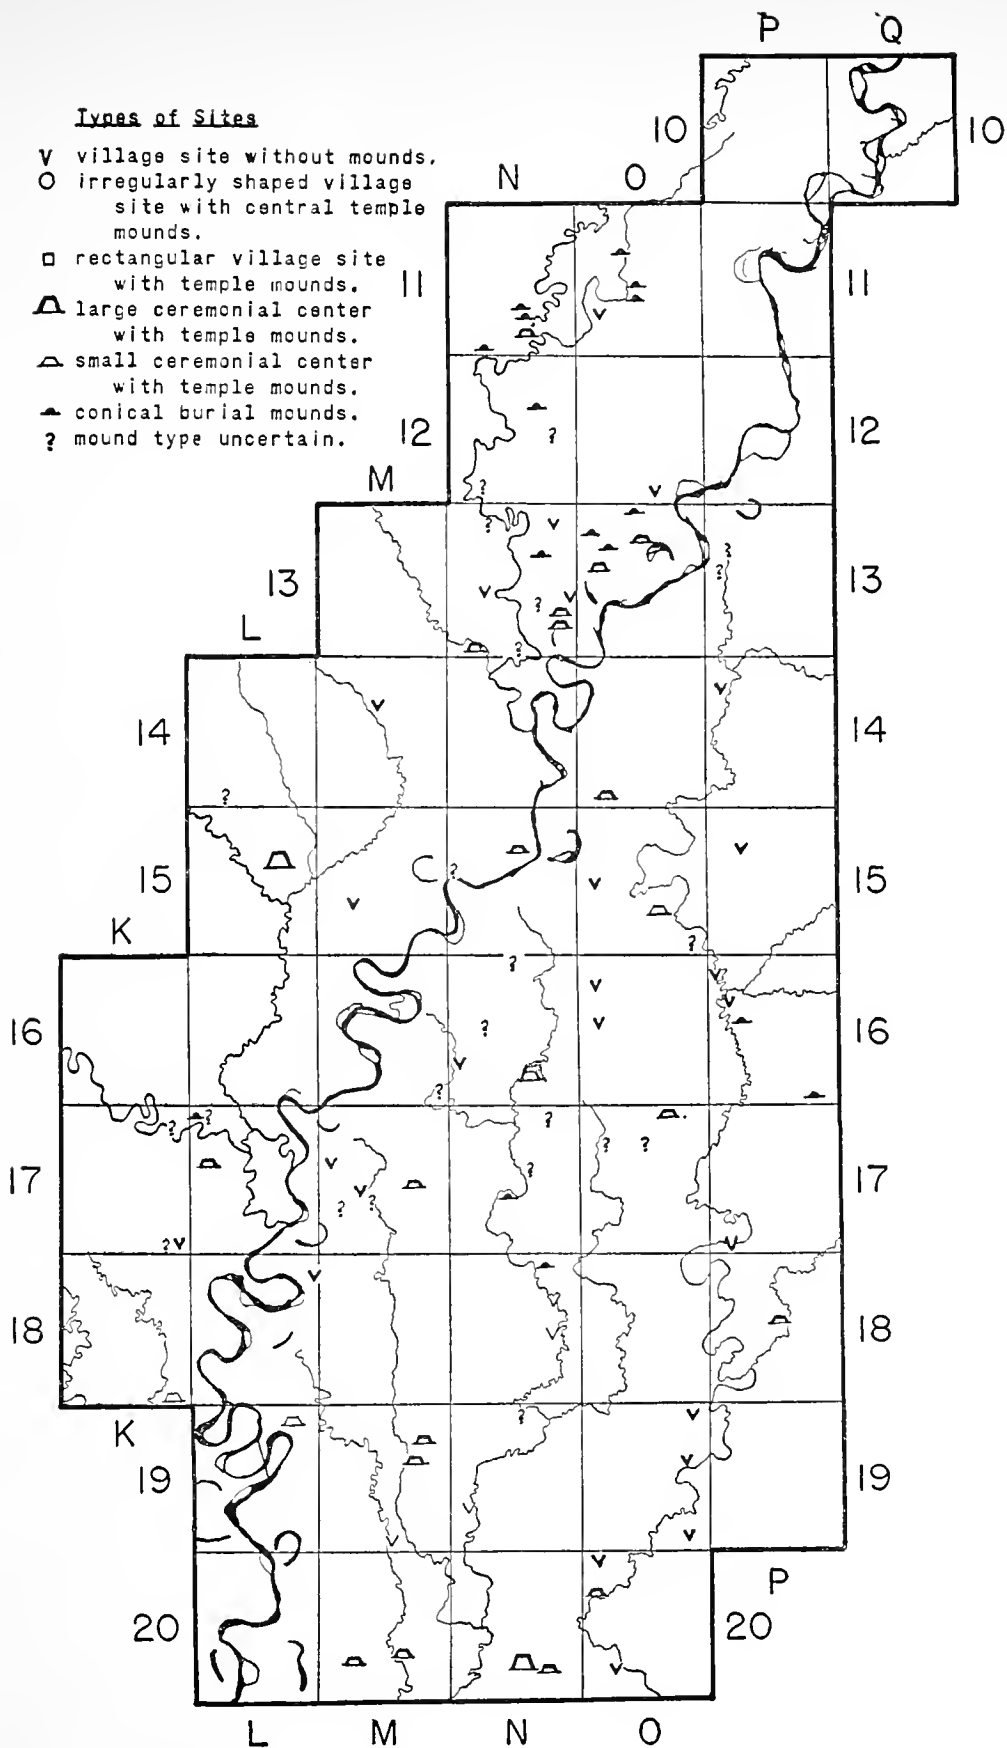 P Q
Types of Sites
10 10
V village site without mounds.
O irregularly shaped village
site with central temple
mounds.
N O
□ rectangular village site
with temple mounds.
11 11
large ceremonial center
with temple mounds.
small ceremonial center
with temple mounds.
conical burial mounds.
? mound type uncertain.
12 12
M
13 13
L
14 14
15 15
K
16 16
17 17
18 18
K
19 19
P
20 20
L M N O